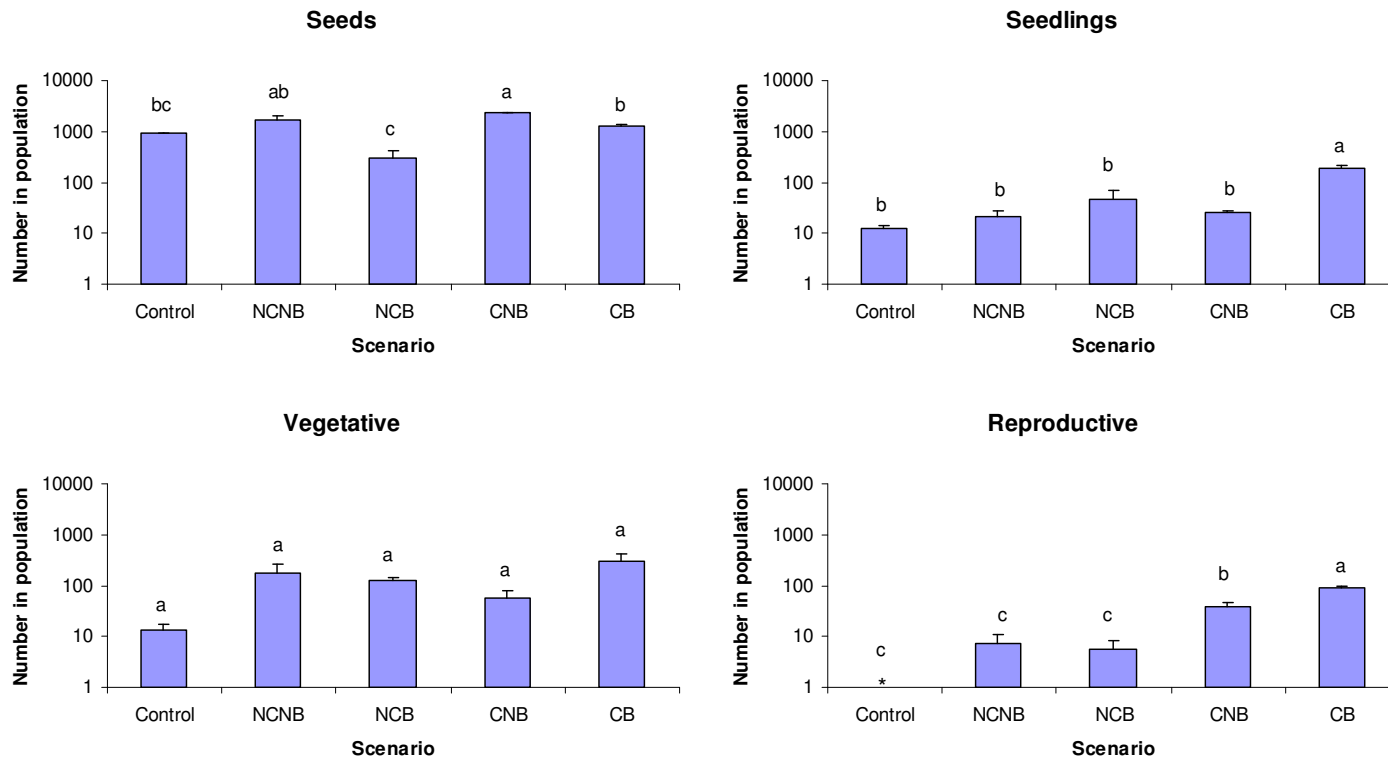 Seeds
Number in population
10000
1000
100
10
1
bc
ab
c
a
b
Control NCNB NCB CNB CB
Scenario
Seedlings
Number in population
10000
1000
100
10
1
b
b
b
b
a
Control NCNB NCB CNB CB
Scenario
Vegetative
Number in population
10000
1000
100
10
1
a
a
a
a
a
Control NCNB NCB CNB CB
Scenario
Reproductive
Number in population
10000
1000
100
10
1
c
*
c
c
b
a
Control NCNB NCB CNB CB
Scenario